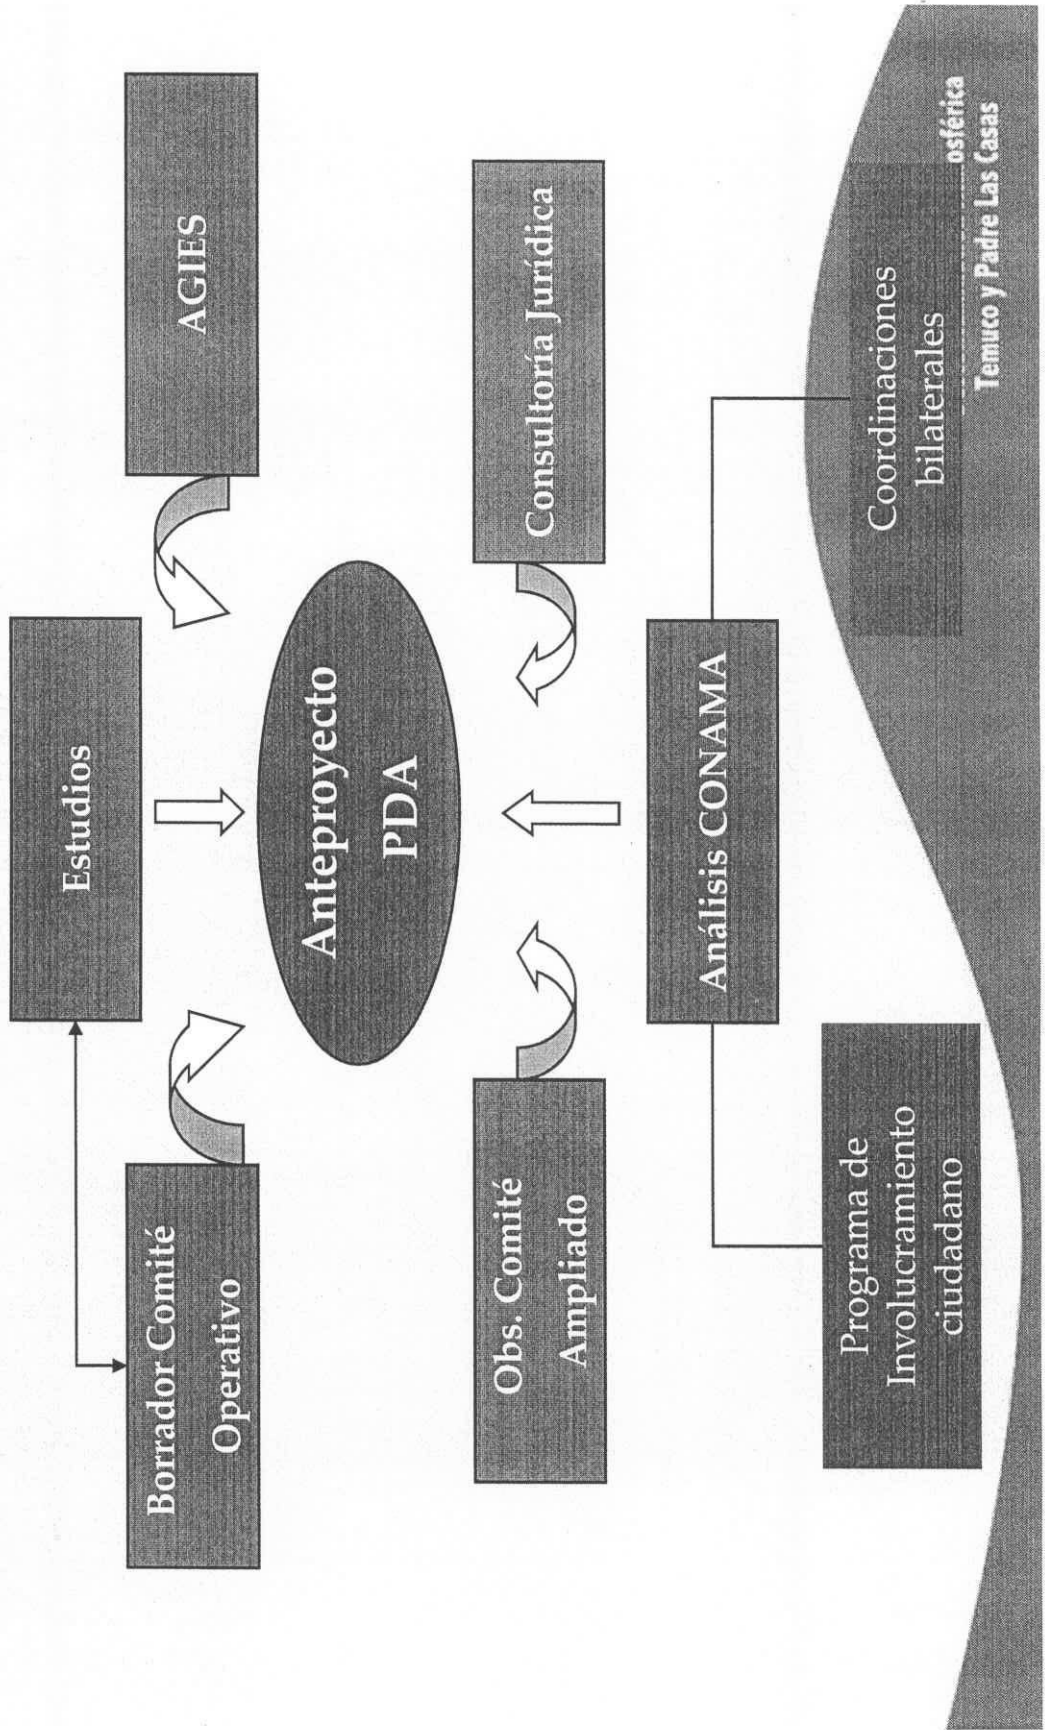 Estudios
Borrador Comité
Operativo
AGIES
Anteproyecto
PDA
Obs. Comité
Ampliado
Consultoría Jurídica
Análisis CONAMA
Programa de
Involucramiento
ciudadano
Coordinaciones
bilaterales
osférica
Temuco y Padre Las Casas